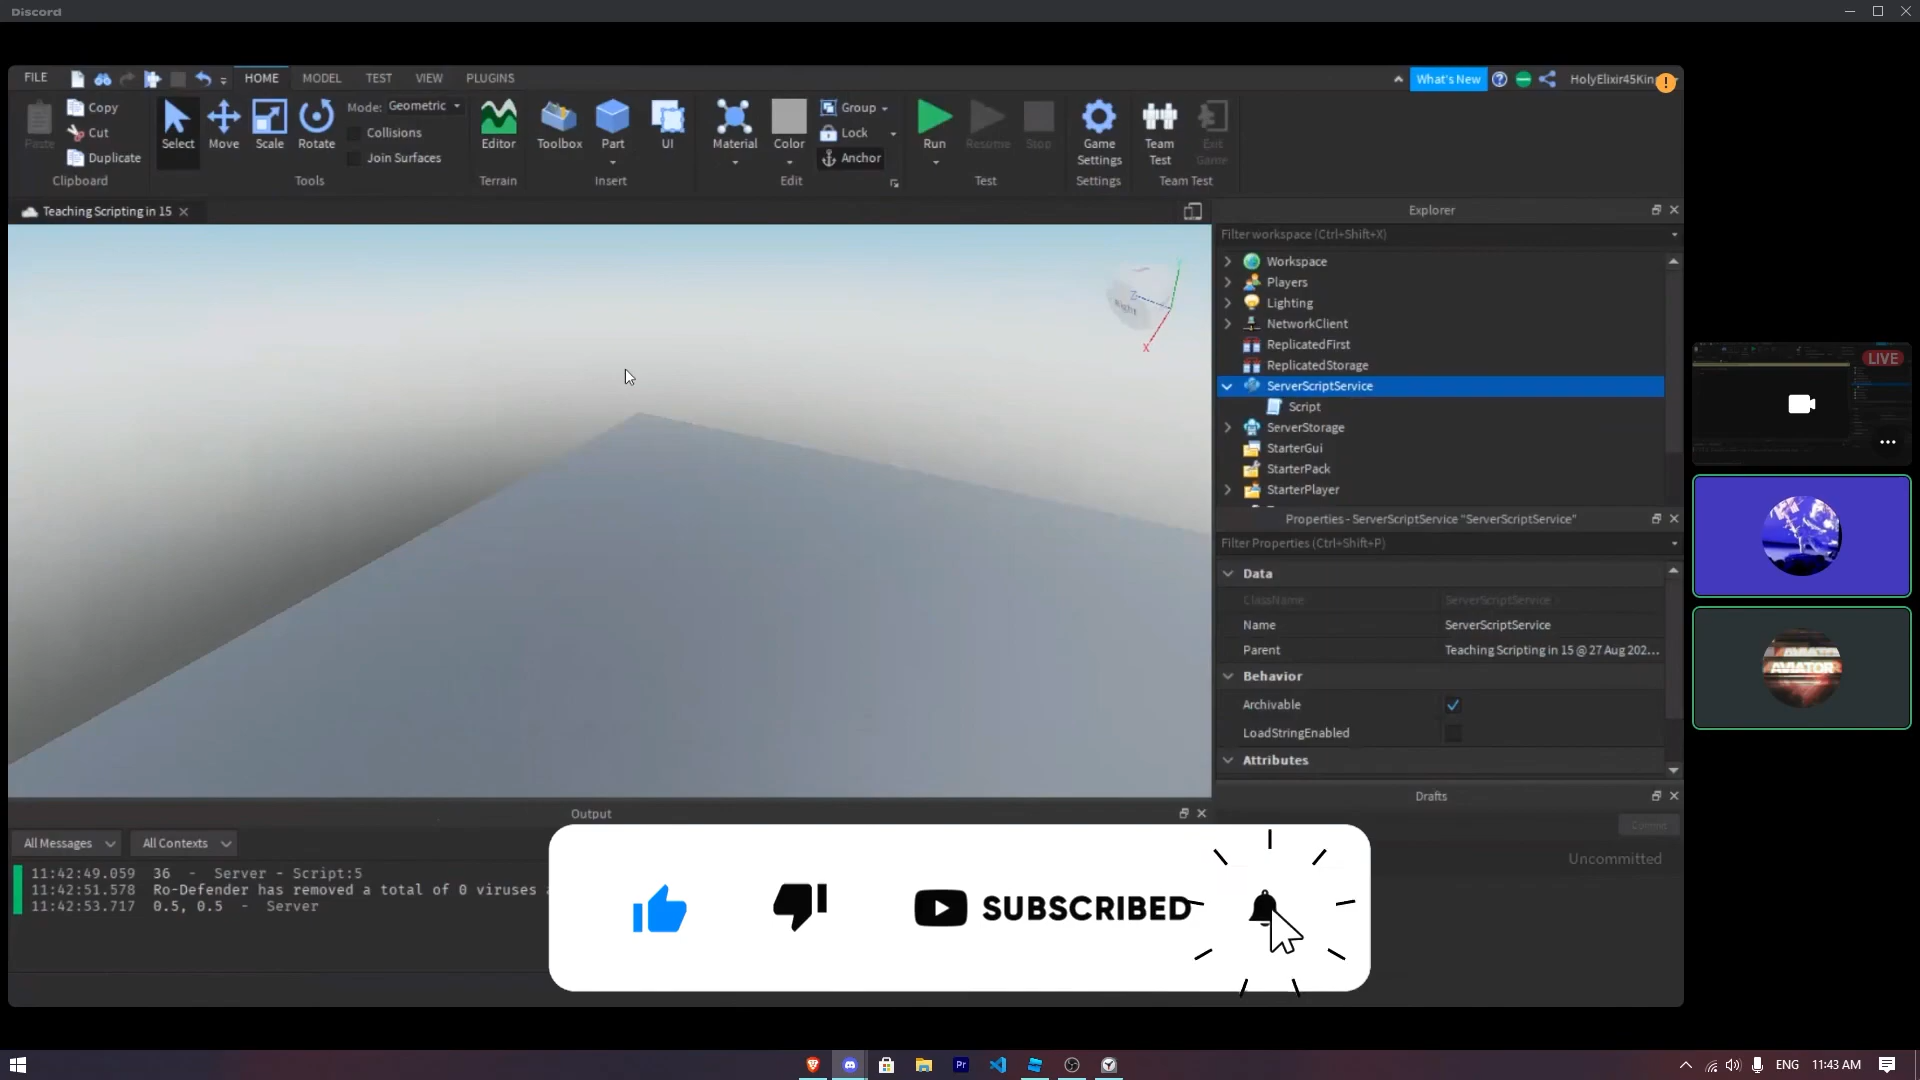 Discord
FILE
HOME
MODEL
TEST
VIEW
PLUGINS
What's New
HolyElixir45Kin
Paste
Copy
Cut
Duplicate
Clipboard
Select
Move
Scale
Rotate
Mode: Geometric
Collisions
Join Surfaces
Tools
Editor
Terrain
Toolbox
Part
UI
Insert
Material
Color
Group
Lock
Anchor
Edit
Run
Resume
Stop
Test
Game Settings
Settings
Team Test
Exit Game
Team Test
Teaching Scripting in 15
Right
Y
Z
X
Explorer
Filter workspace (Ctrl+Shift+X)
Workspace
Players
Lighting
NetworkClient
ReplicatedFirst
ReplicatedStorage
ServerScriptService
Script
ServerStorage
StarterGui
StarterPack
StarterPlayer
Properties - ServerScriptService "ServerScriptService"
Filter Properties (Ctrl+Shift+P)
Data
ClassName ServerScriptService
Name ServerScriptService
Parent Teaching Scripting in 15 @ 27 Aug 202...
Behavior
Archivable
LoadStringEnabled
Attributes
Drafts
Commit
Uncommitted
Output
All Messages
All Contexts
11:42:49.059 36 - Server - Script:5
11:42:51.578 Ro-Defender has removed a total of 0 viruses
11:42:53.717 0.5, 0.5 - Server
SUBSCRIBED
LIVE
AVIATOR
Pr
ENG
11:43 AM